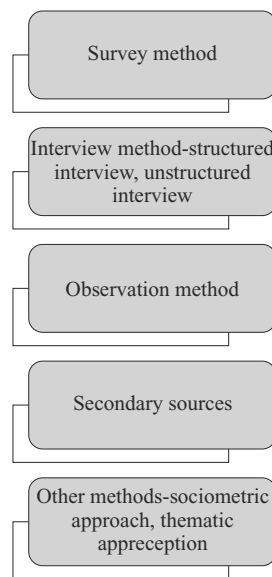 Survey method
Interview method-structured
interview, unstructured
interview
Observation method
Secondary sources
Other methods-sociometric
approach, thematic
appreception